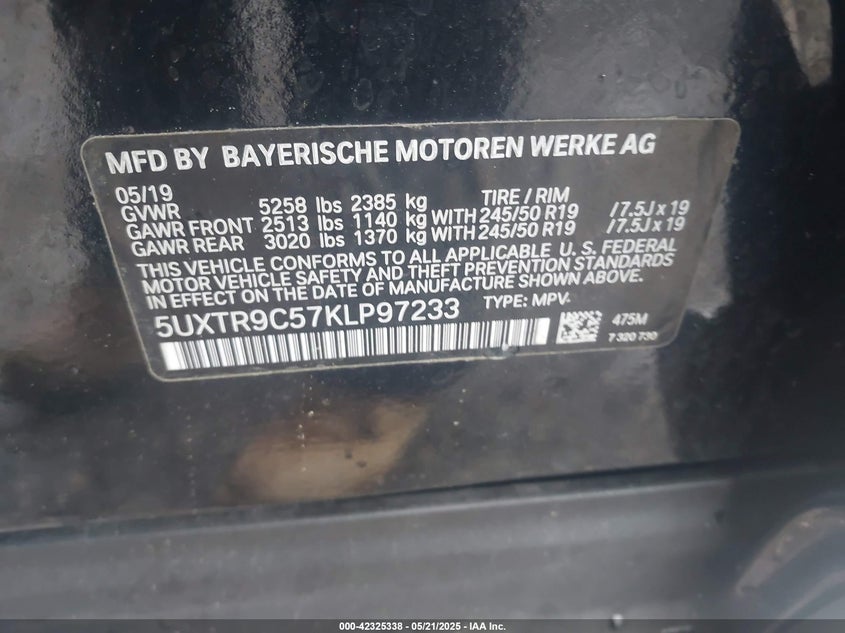 MFD BY BAYERISCHE MOTOREN WERKE AG
05/19 TIRE / RIM
GVWR 5258 lbs 2385 kg
GAWR FRONT 2513 lbs 1140 kg WITH 245/50 R19 /7.5J x 19
GAWR REAR 3020 lbs 1370 kg WITH 245/50 R19 /7.5J x 19
THIS VEHICLE CONFORMS TO ALL APPLICABLE U. S. FEDERAL
MOTOR VEHICLE SAFETY AND THEFT PREVENTION STANDARDS
IN EFFECT ON THE DATE OF MANUFACTURE SHOWN ABOVE.
5UXTR9C57KLP97233 TYPE: MPV
475M
7 320 730
000-42325338 - 05/21/2025 - IAA Inc.